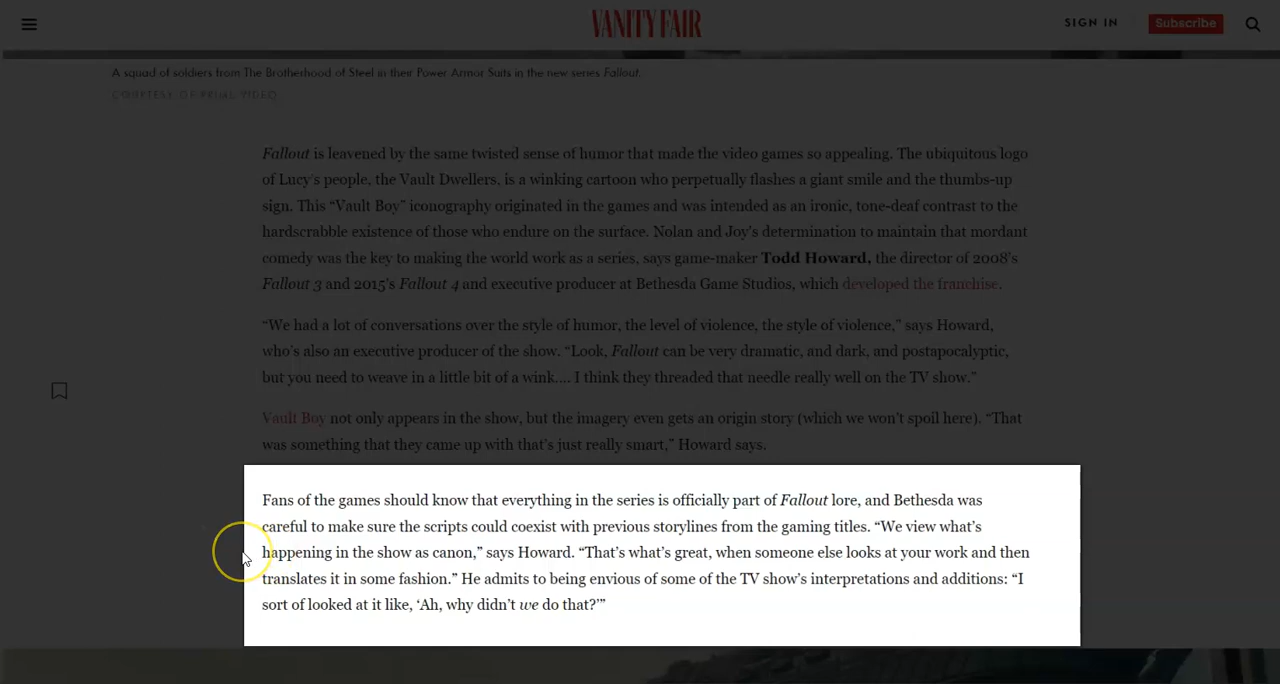 VANITY FAIR
SIGN IN
Subscribe
A squad of soldiers from The Brotherhood of Steel in their Power Armor Suits in the new series Fallout.
COURTESY OF PRIME VIDEO.
Fallout is leavened by the same twisted sense of humor that made the video games so appealing. The ubiquitous logo
of Lucy's people, the Vault Dwellers, is a winking cartoon who perpetually flashes a giant smile and the thumbs-up
sign. This “Vault Boy” iconography originated in the games and was intended as an ironic, tone-deaf contrast to the
hardscrabble existence of those who endure on the surface. Nolan and Joy's determination to maintain that mordant
comedy was the key to making the world work as a series, says game-maker Todd Howard, the director of 2008's
Fallout 3 and 2015's Fallout 4 and executive producer at Bethesda Game Studios, which developed the franchise.
“We had a lot of conversations over the style of humor, the level of violence, the style of violence,” says Howard,
who's also an executive producer of the show. “Look, Fallout can be very dramatic, and dark, and postapocalyptic,
but you need to weave in a little bit of a wink…. I think they threaded that needle really well on the TV show.”
Vault Boy not only appears in the show, but the imagery even gets an origin story (which we won't spoil here). “That
was something that they came up with that's just really smart,” Howard says.
Fans of the games should know that everything in the series is officially part of Fallout lore, and Bethesda was
careful to make sure the scripts could coexist with previous storylines from the gaming titles. “We view what's
happening in the show as canon,” says Howard. “That's what's great, when someone else looks at your work and then
translates it in some fashion.” He admits to being envious of some of the TV show's interpretations and additions: “I
sort of looked at it like, ‘Ah, why didn't we do that?’”